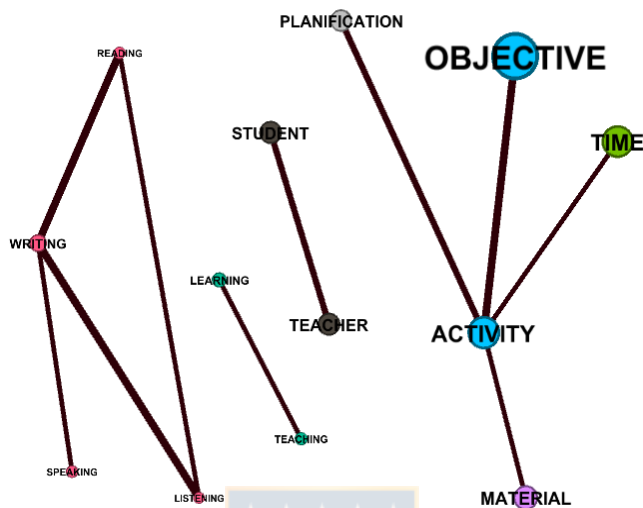 PLANIFICATION
OBJECTIVE
READING
STUDENT
TIME
WRITING
LEARNING
TEACHER
ACTIVITY
TEACHING
SPEAKING
LISTENING
MATERIAL